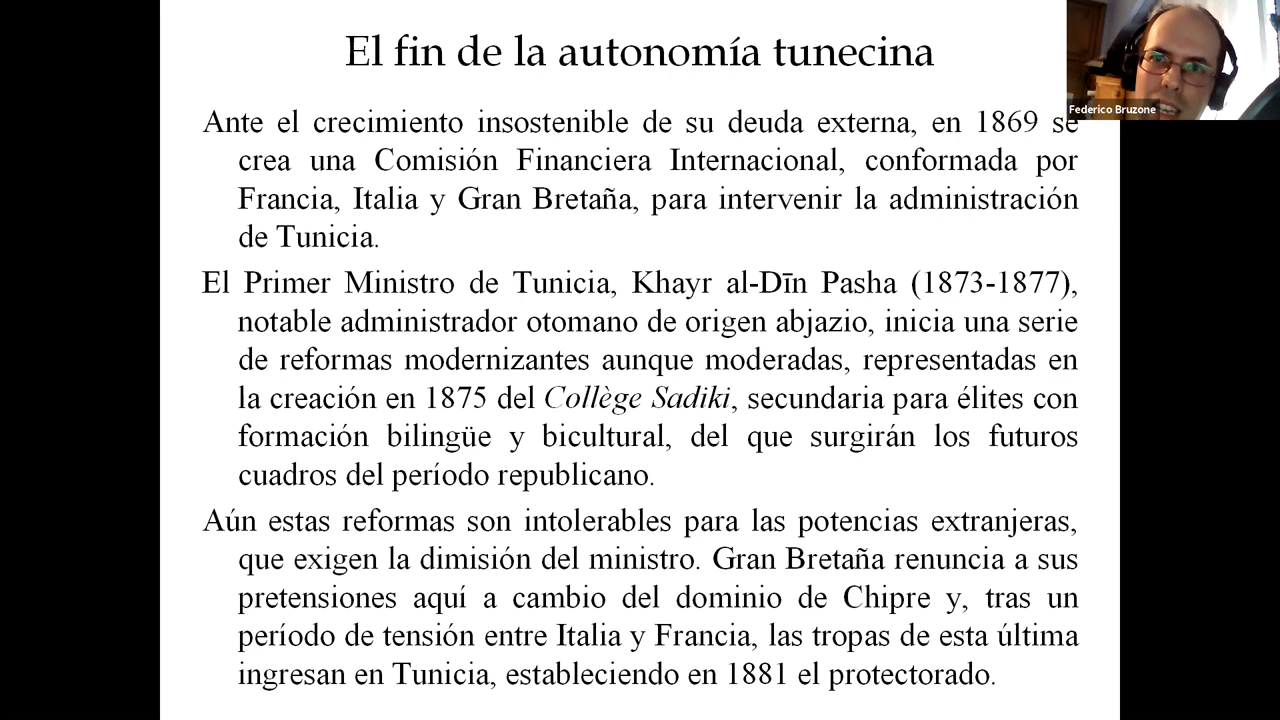 El fin de la autonomía tunecina
Federico Bruzone
Ante el crecimiento insostenible de su deuda externa, en 1869 se
crea una Comisión Financiera Internacional, conformada por
Francia, Italia y Gran Bretaña, para intervenir la administración
de Tunicia.
El Primer Ministro de Tunicia, Khayr al-Dīn Pasha (1873-1877),
notable administrador otomano de origen abjazio, inicia una serie
de reformas modernizantes aunque moderadas, representadas en
la creación en 1875 del Collège Sadiki, secundaria para élites con
formación bilingüe y bicultural, del que surgirán los futuros
cuadros del período republicano.
Aún estas reformas son intolerables para las potencias extranjeras,
que exigen la dimisión del ministro. Gran Bretaña renuncia a sus
pretensiones aquí a cambio del dominio de Chipre y, tras un
período de tensión entre Italia y Francia, las tropas de esta última
ingresan en Tunicia, estableciendo en 1881 el protectorado.